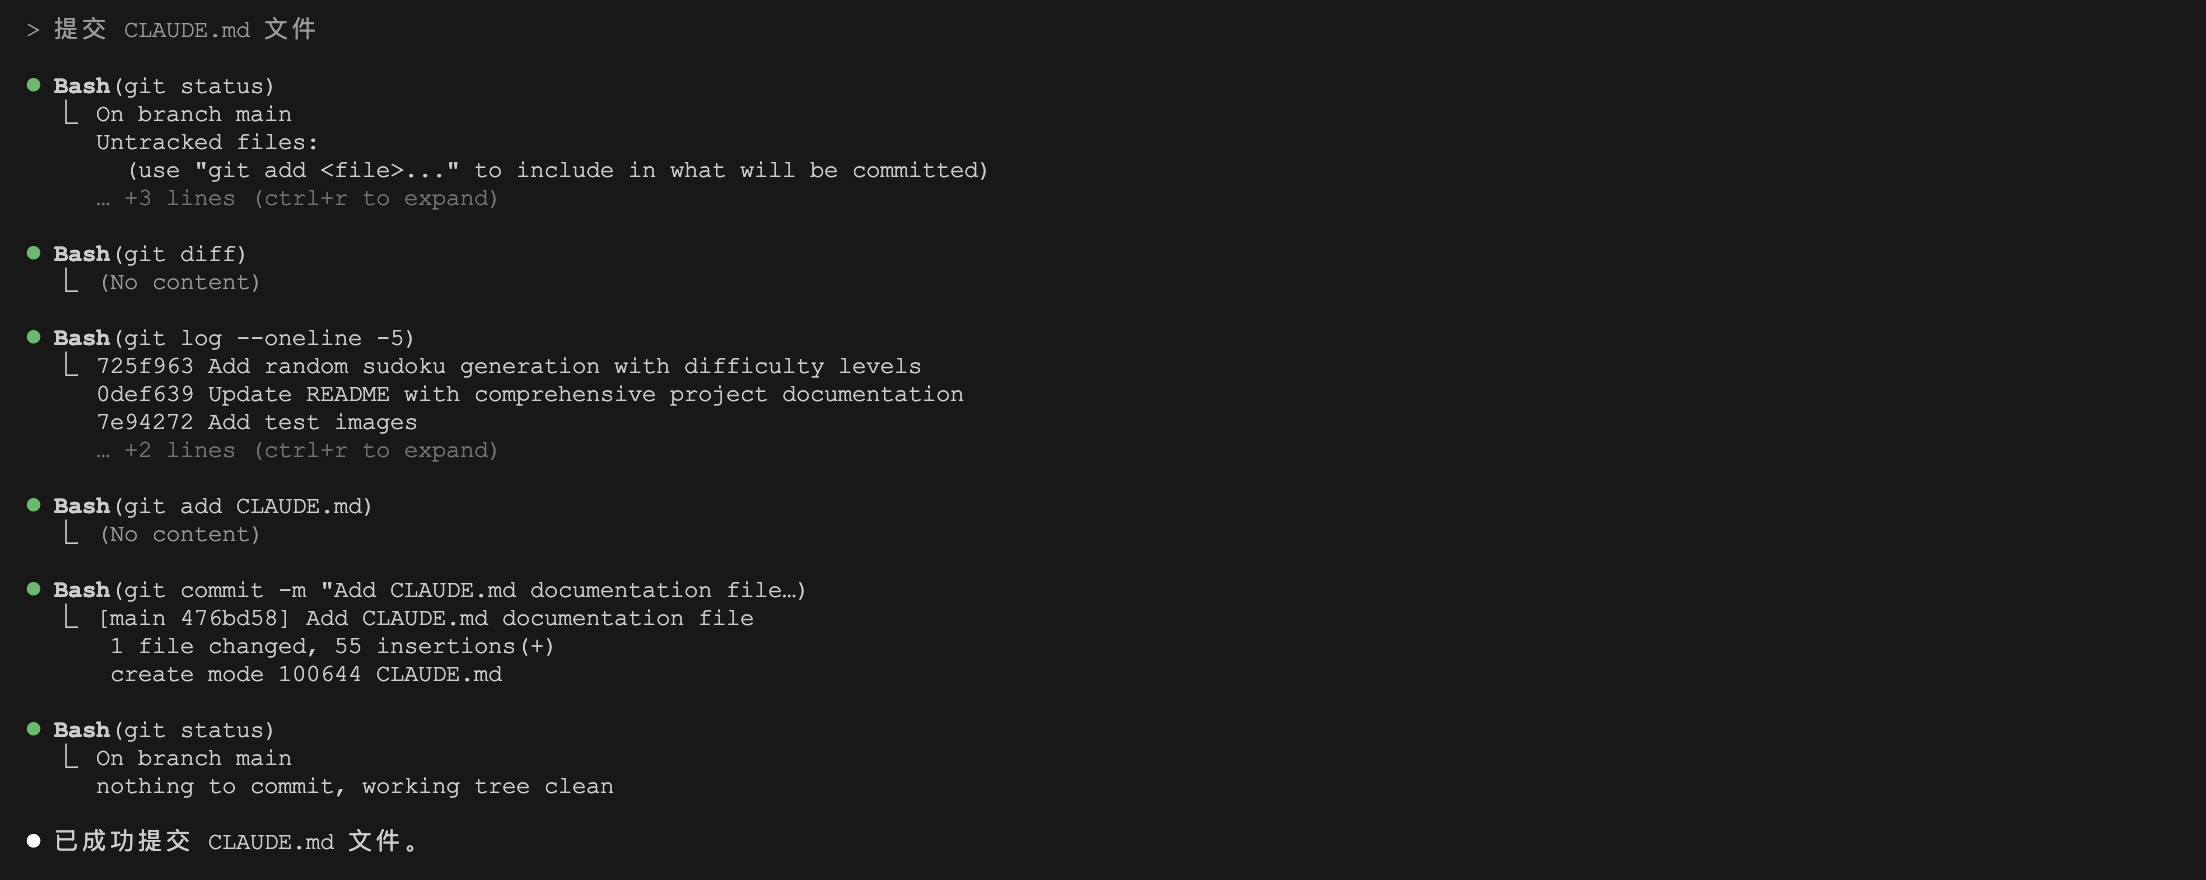 > 提交 CLAUDE.md 文件
Bash(git status)
On branch main
Untracked files:
(use "git add <file>..." to include in what will be committed)
… +3 lines (ctrl+r to expand)
Bash(git diff)
(No content)
Bash(git log --oneline -5)
725f963 Add random sudoku generation with difficulty levels
0def639 Update README with comprehensive project documentation
7e94272 Add test images
… +2 lines (ctrl+r to expand)
Bash(git add CLAUDE.md)
(No content)
Bash(git commit -m "Add CLAUDE.md documentation file…)
[main 476bd58] Add CLAUDE.md documentation file
1 file changed, 55 insertions(+)
create mode 100644 CLAUDE.md
Bash(git status)
On branch main
nothing to commit, working tree clean
已成功提交 CLAUDE.md 文件。